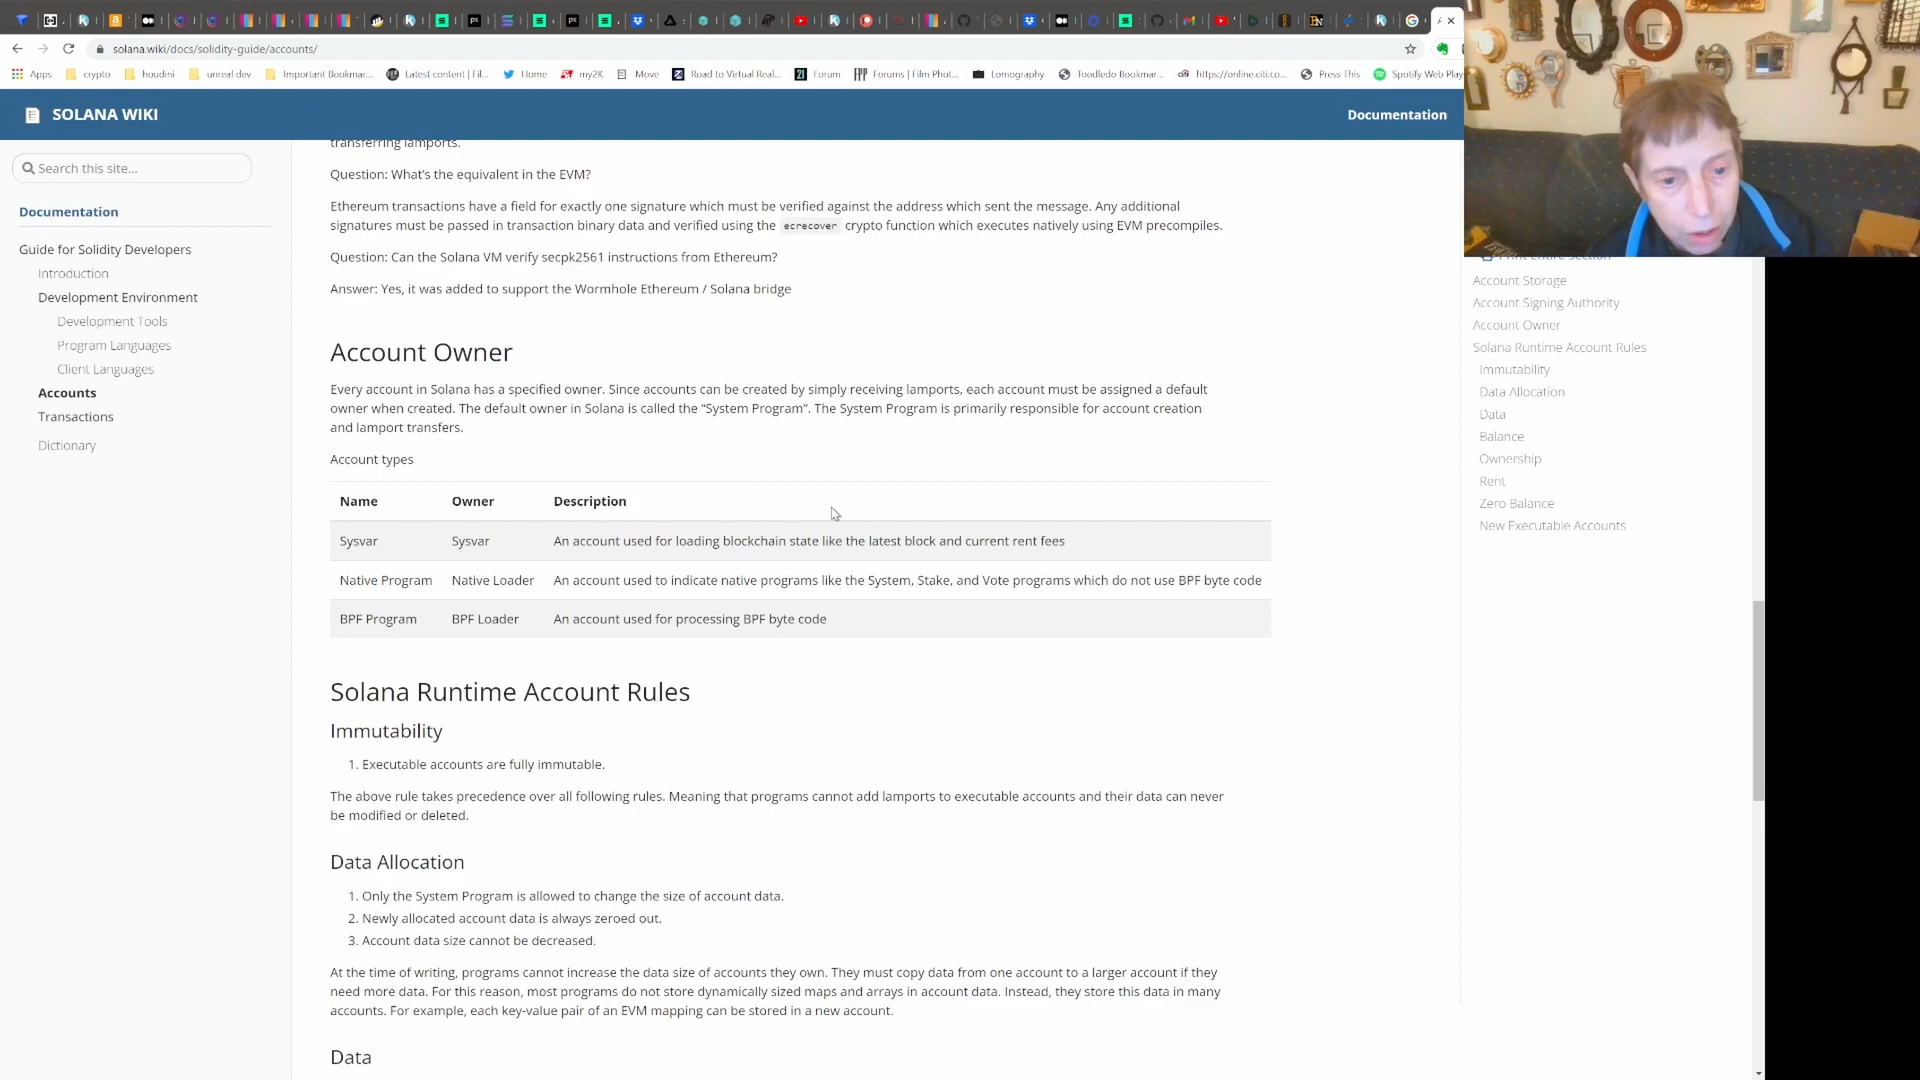 solana.wiki/docs/solidity-guide/accounts/
Apps crypto houdini unreal dev Important Bookmar... Latest content | Fil... Home my2K Move Road to Virtual Real... Forum Forums | Film Phot... Lomography Toodledo Bookmar... https://online.citi.co... Press This Spotify Web Play
SOLANA WIKI
Documentation
Search this site...
Documentation
Guide for Solidity Developers
Introduction
Development Environment
Development Tools
Program Languages
Client Languages
Accounts
Transactions
Dictionary
transferring lamports.
Question: What's the equivalent in the EVM?
Ethereum transactions have a field for exactly one signature which must be verified against the address which sent the message. Any additional
signatures must be passed in transaction binary data and verified using the ecrecover crypto function which executes natively using EVM precompiles.
Question: Can the Solana VM verify secpk2561 instructions from Ethereum?
Answer: Yes, it was added to support the Wormhole Ethereum / Solana bridge
Account Owner
Every account in Solana has a specified owner. Since accounts can be created by simply receiving lamports, each account must be assigned a default
owner when created. The default owner in Solana is called the “System Program”. The System Program is primarily responsible for account creation
and lamport transfers.
Account types
Name Owner Description
Sysvar Sysvar An account used for loading blockchain state like the latest block and current rent fees
Native Program Native Loader An account used to indicate native programs like the System, Stake, and Vote programs which do not use BPF byte code
BPF Program BPF Loader An account used for processing BPF byte code
Solana Runtime Account Rules
Immutability
1. Executable accounts are fully immutable.
The above rule takes precedence over all following rules. Meaning that programs cannot add lamports to executable accounts and their data can never
be modified or deleted.
Data Allocation
1. Only the System Program is allowed to change the size of account data.
2. Newly allocated account data is always zeroed out.
3. Account data size cannot be decreased.
At the time of writing, programs cannot increase the data size of accounts they own. They must copy data from one account to a larger account if they
need more data. For this reason, most programs do not store dynamically sized maps and arrays in account data. Instead, they store this data in many
accounts. For example, each key-value pair of an EVM mapping can be stored in a new account.
Data
Print entire section
Account Storage
Account Signing Authority
Account Owner
Solana Runtime Account Rules
Immutability
Data Allocation
Data
Balance
Ownership
Rent
Zero Balance
New Executable Accounts